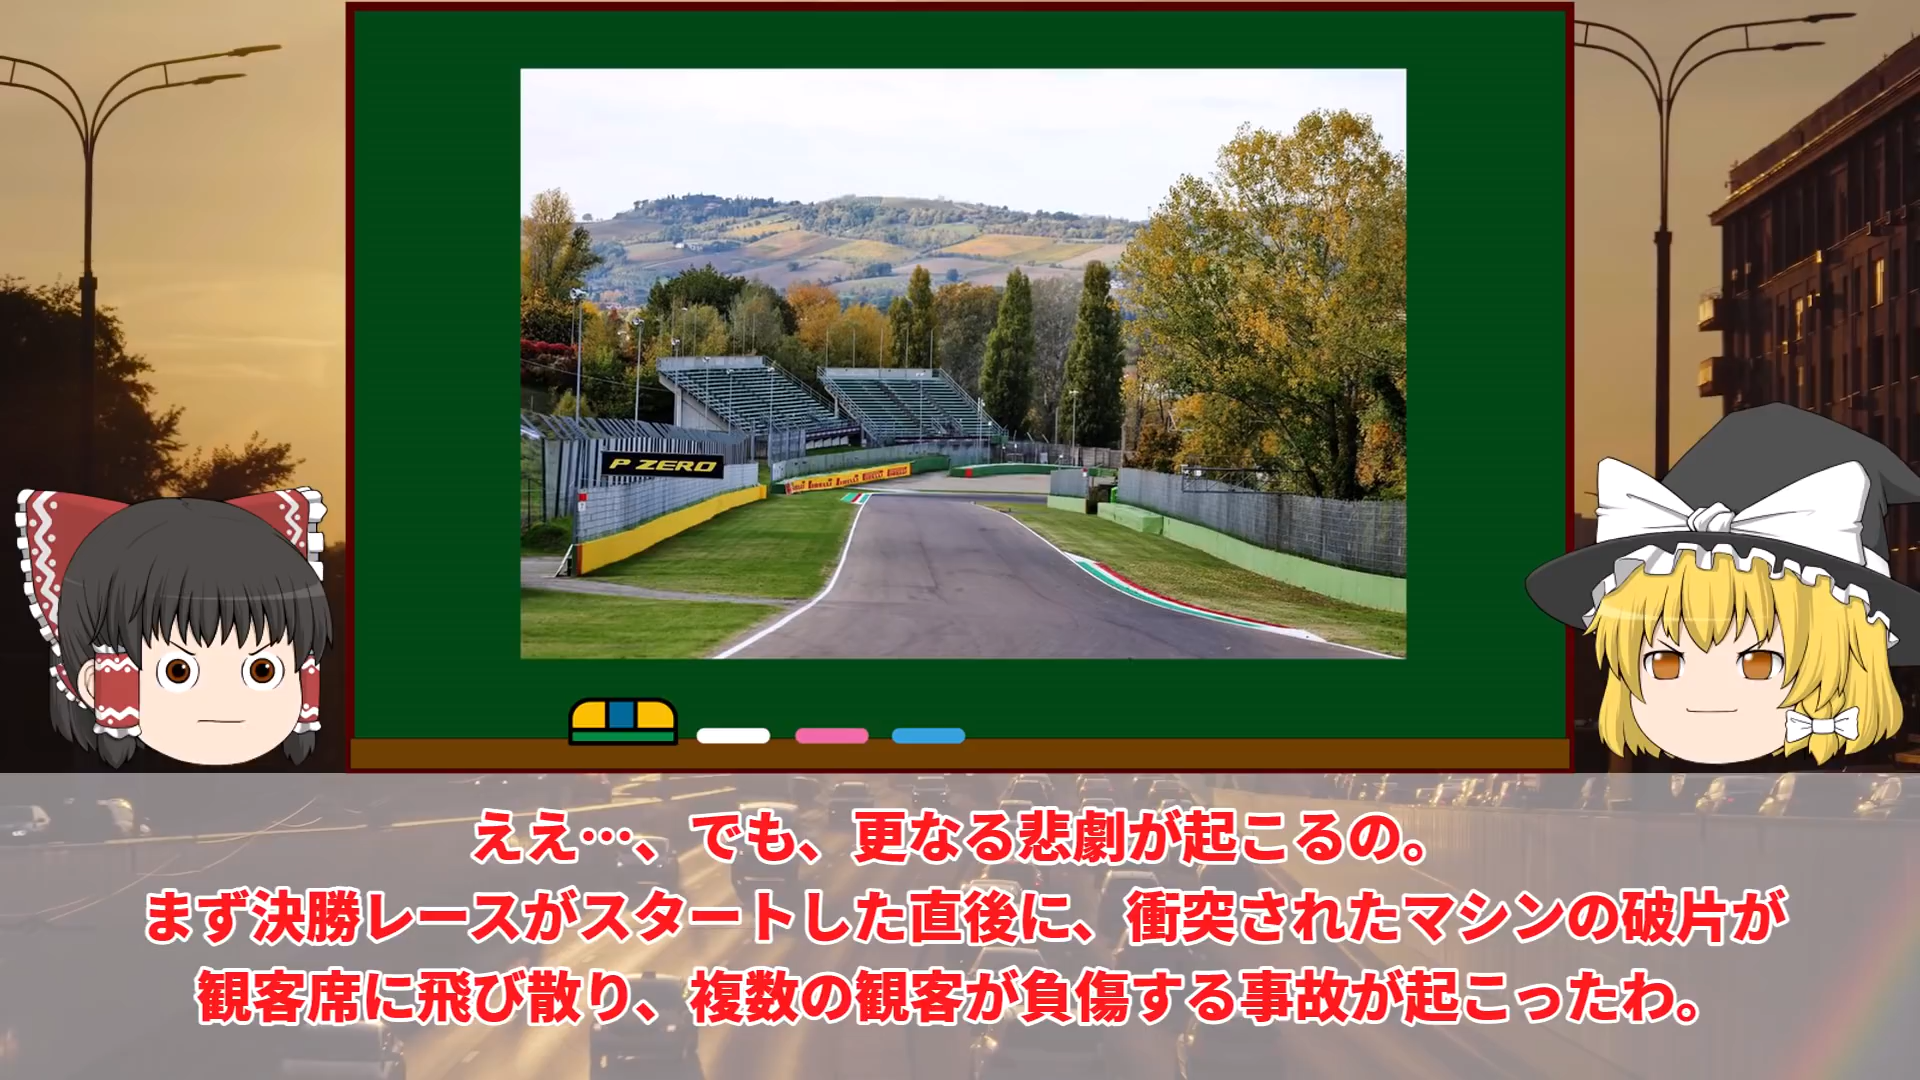 P ZERO
ええ…、でも、更なる悲劇が起こるの。
まず決勝レースがスタートした直後に、衝突されたマシンの破片が
観客席に飛び散り、複数の観客が負傷する事故が起こったわ。